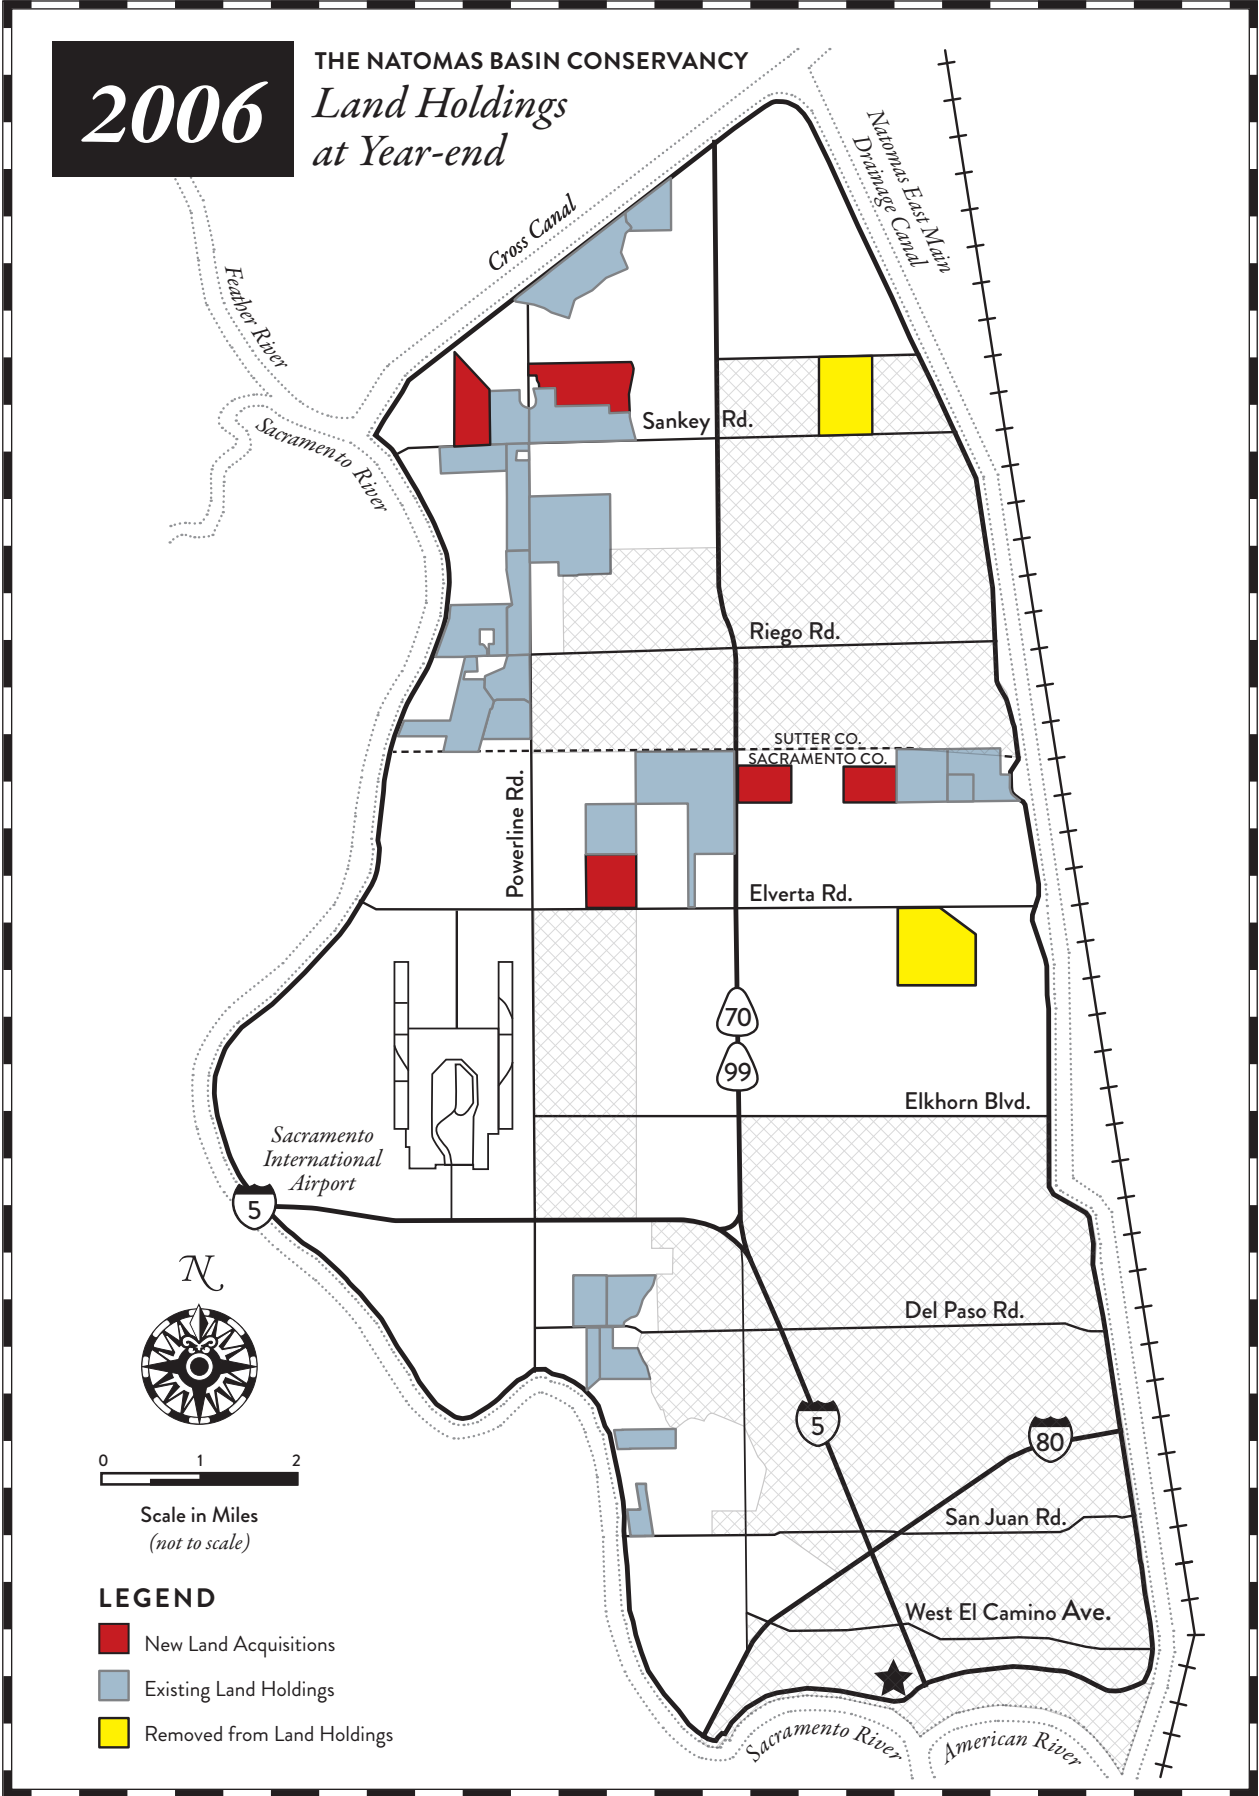 2006
THE NATOMAS BASIN CONSERVANCY
Land Holdings
at Year-end
Cross Canal
Natomas East Main
Drainage Canal
Feather River
Sacramento River
Sankey Rd.
Riego Rd.
SUTTER CO.
SACRAMENTO CO.
Powerline Rd.
Elverta Rd.
70
99
Elkhorn Blvd.
Sacramento
International
Airport
5
N
Del Paso Rd.
5
80
0 1 2
Scale in Miles
(not to scale)
San Juan Rd.
West El Camino Ave.
LEGEND
New Land Acquisitions
Existing Land Holdings
Removed from Land Holdings
Sacramento River
American River